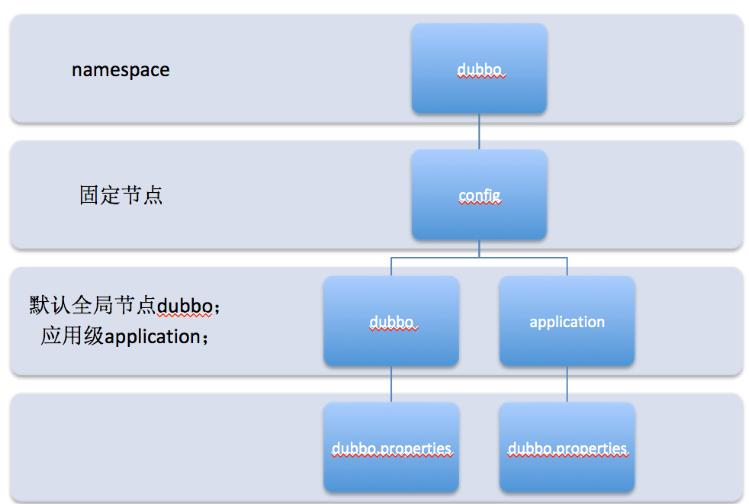 namespace
dubbo
固定节点
config
默认全局节点dubbo；
应用级application；
dubbo
application
dubbo.properties
dubbo.properties